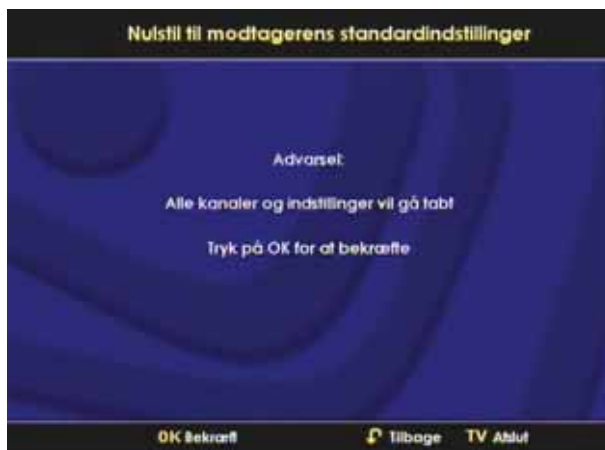 Nulstil til modtagerens standardindstillinger
Advarsel:
Alle kanaler og indstillinger vil gå tabt
Tryk på OK for at bekræfte
OK Bekræft Tilbage TV Afslut